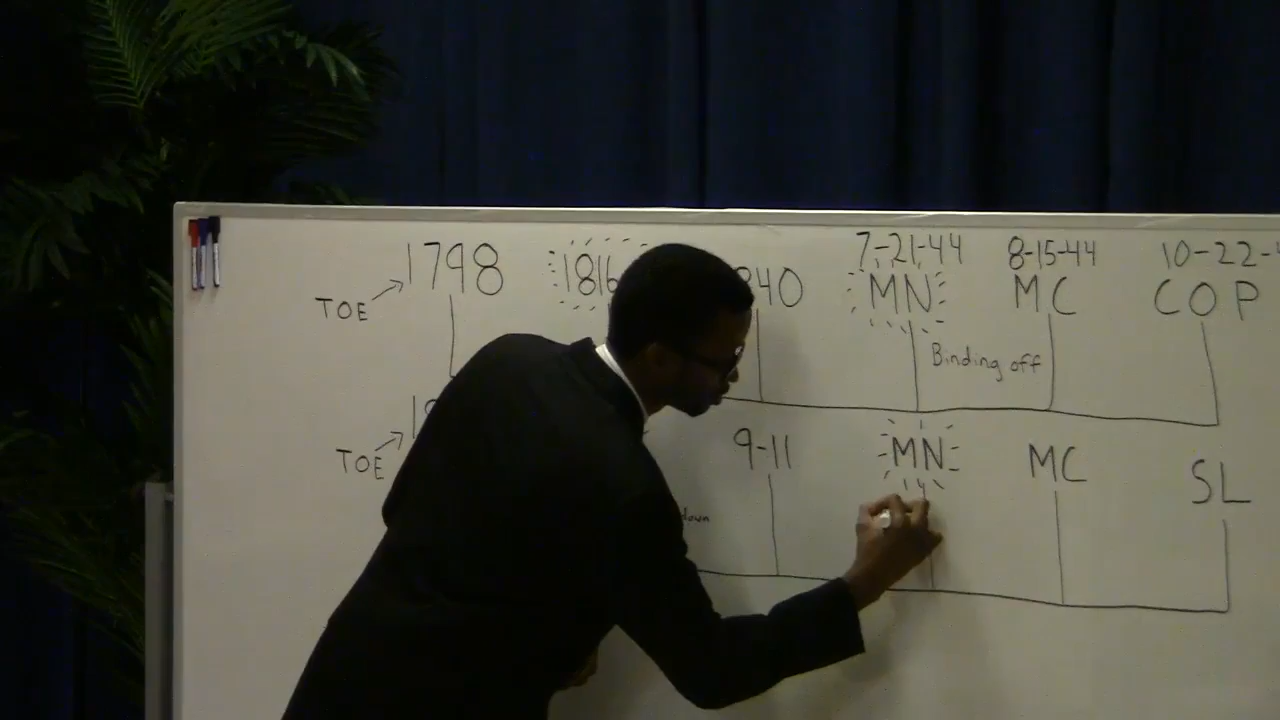 7-21-44 8-15-44 10-22-
1798 1816 840 MN MC COP
TOE
Binding off
9-11 MN MC SL
TOE
down